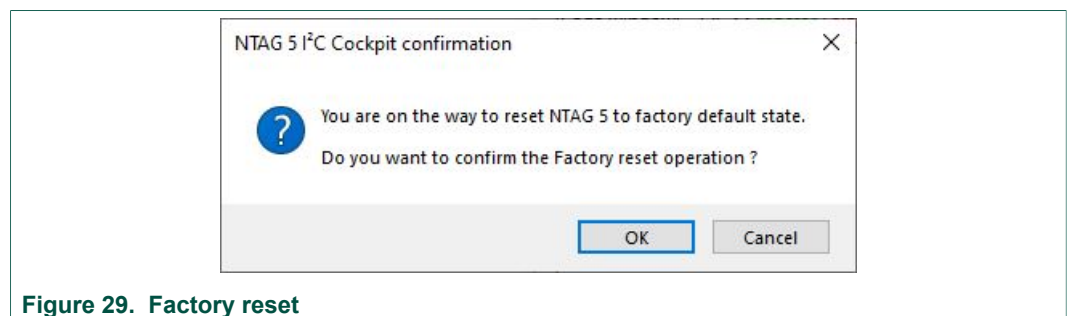 NTAG 5 I²C Cockpit confirmation
You are on the way to reset NTAG 5 to factory default state.
Do you want to confirm the Factory reset operation ?
OK Cancel
Figure 29. Factory reset